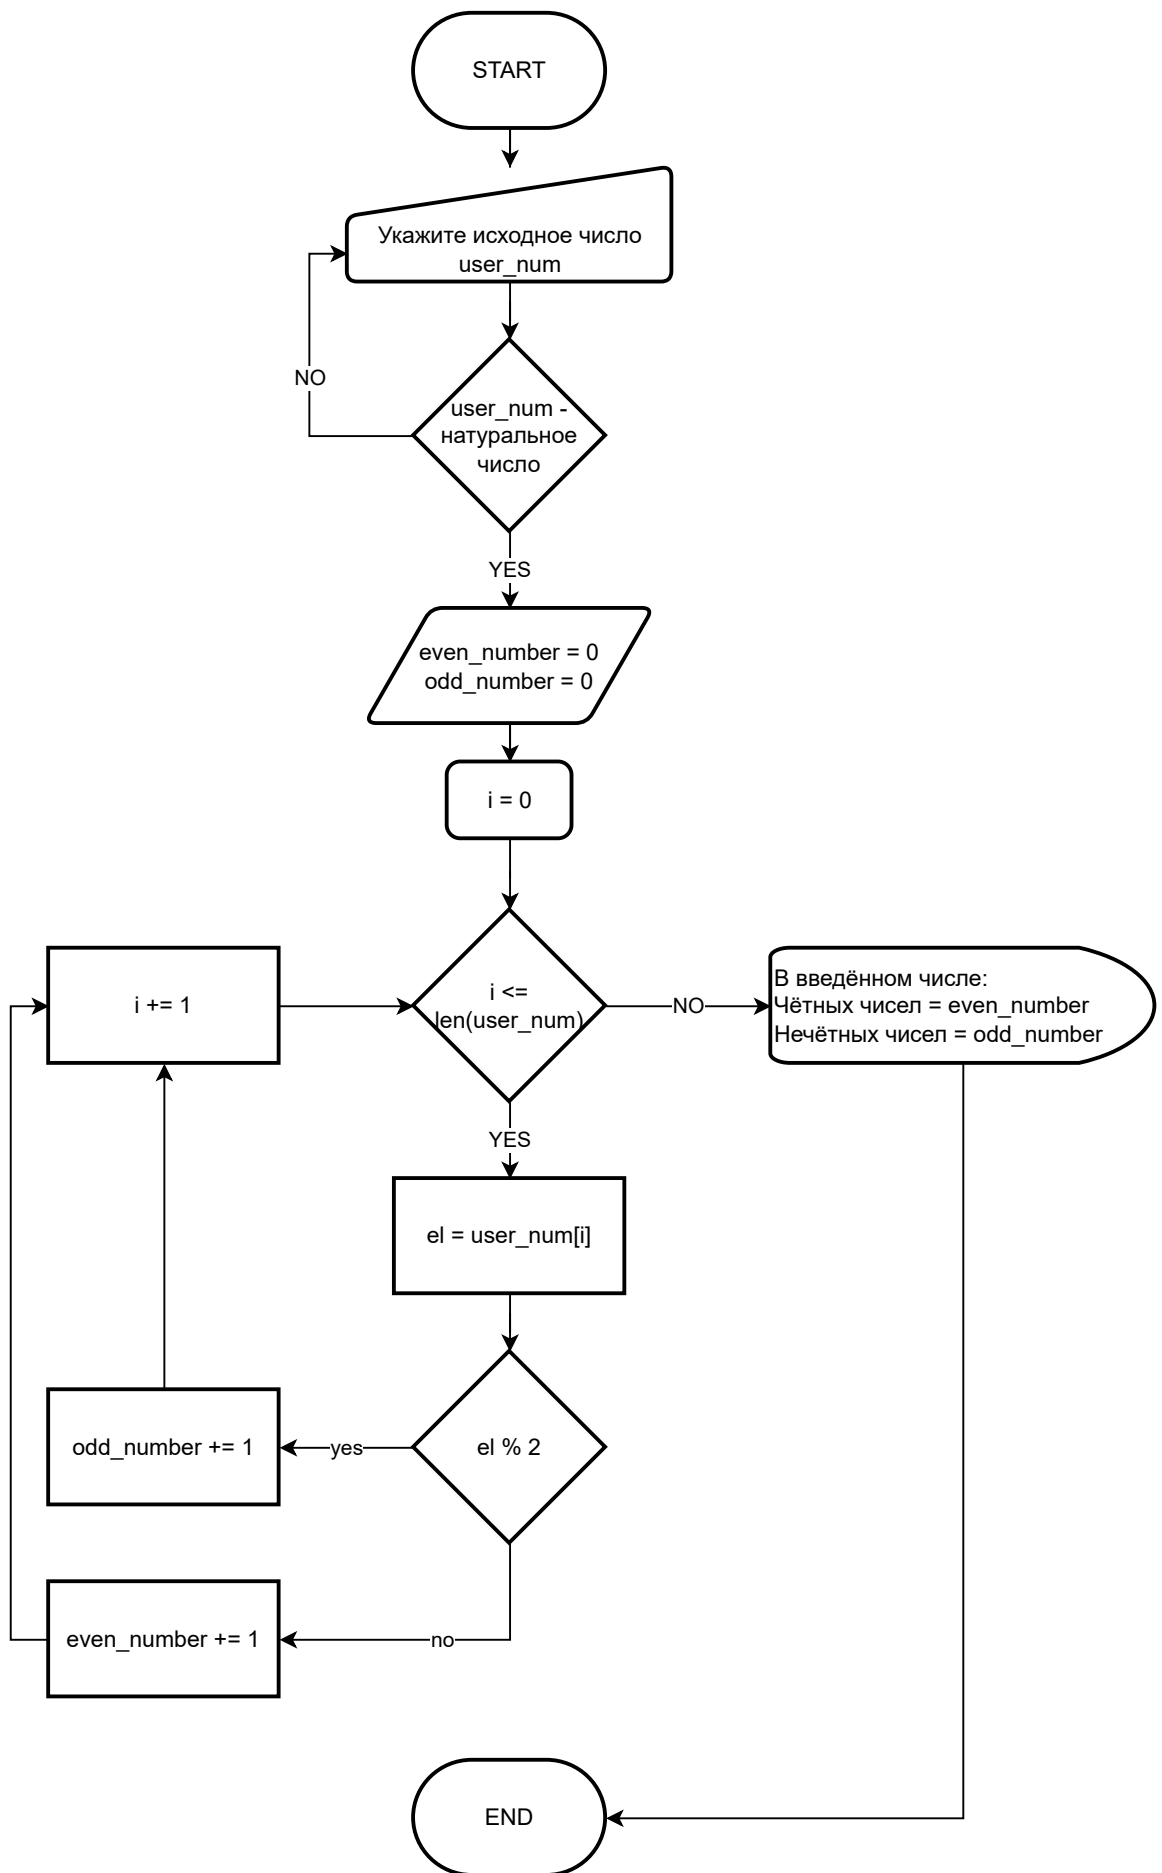 START
Укажите исходное число
user_num
NO
user_num -
натуральное
число
YES
even_number = 0
odd_number = 0
i = 0
i += 1
i <=
len(user_num)
NO
В введённом числе:
Чётных чисел = even_number
Нечётных чисел = odd_number
YES
el = user_num[i]
odd_number += 1
yes
el % 2
even_number += 1
no
END